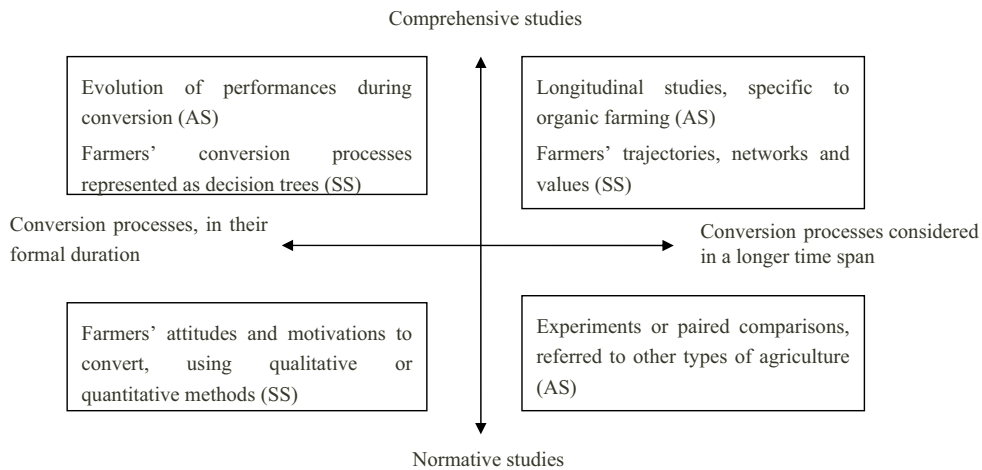 Comprehensive studies
Evolution of performances during
conversion (AS)
Farmers’ conversion processes
represented as decision trees (SS)
Longitudinal studies, specific to
organic farming (AS)
Farmers’ trajectories, networks and
values (SS)
Conversion processes, in their
formal duration
Conversion processes considered
in a longer time span
Farmers’ attitudes and motivations to
convert, using qualitative or
quantitative methods (SS)
Experiments or paired comparisons,
referred to other types of agriculture
(AS)
Normative studies